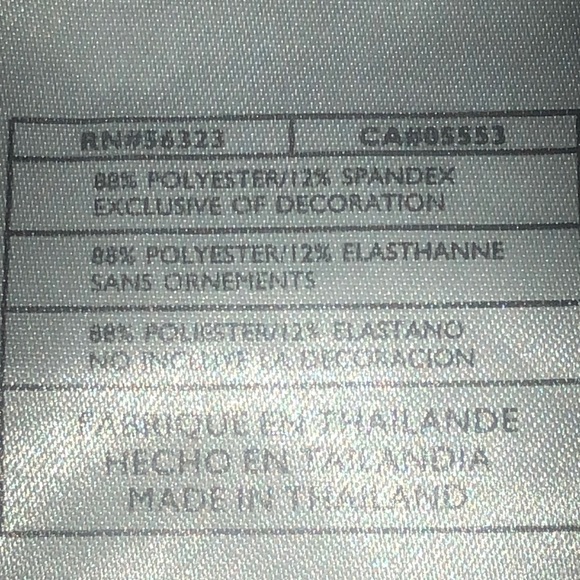 RN#56323 CA#05553
88% POLYESTER/12% SPANDEX
EXCLUSIVE OF DECORATION
88% POLYESTER/12% ELASTHANNE
SANS ORNEMENTS
88% POLIESTER/12% ELASTANO
NO INCLUYE LA DECORACION
FABRIQUE EN THAILANDE
HECHO EN TAILANDIA
MADE IN THAILAND